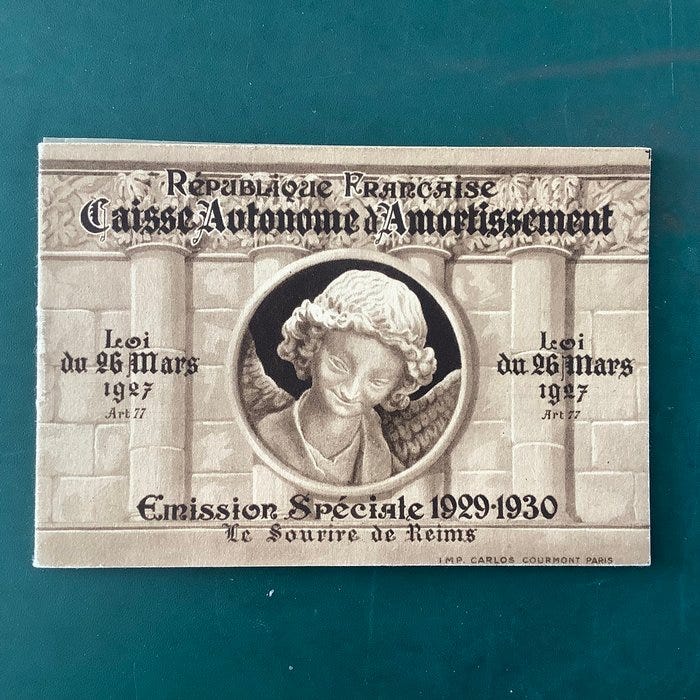 République Française
Caisse Autonome d'Amortissement
Loi
du 26 Mars
1927
Art 77
Loi
du 26 Mars
1927
Art 77
Emission Spéciale 1929-1930
Le Sourire de Reims
IMP. CARLOS COURMONT PARIS